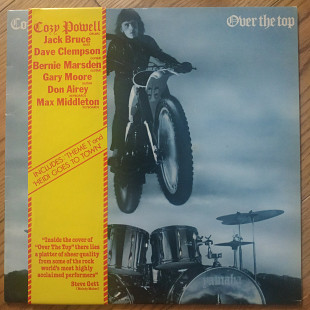 Co
Over the top
Cozy Powell
Jack Bruce
Dave Clempson
Bernie Marsden
Gary Moore
Don Airey
Max Middleton
INCLUDES: 'THEME 1' and
'HEIDI GOES TO TOWN'
"Inside the cover of
"Over The Top" there lies
a platter of sheer quality
from some of the rock
world's most highly
acclaimed performers"
Steve Gett
YAMAHA